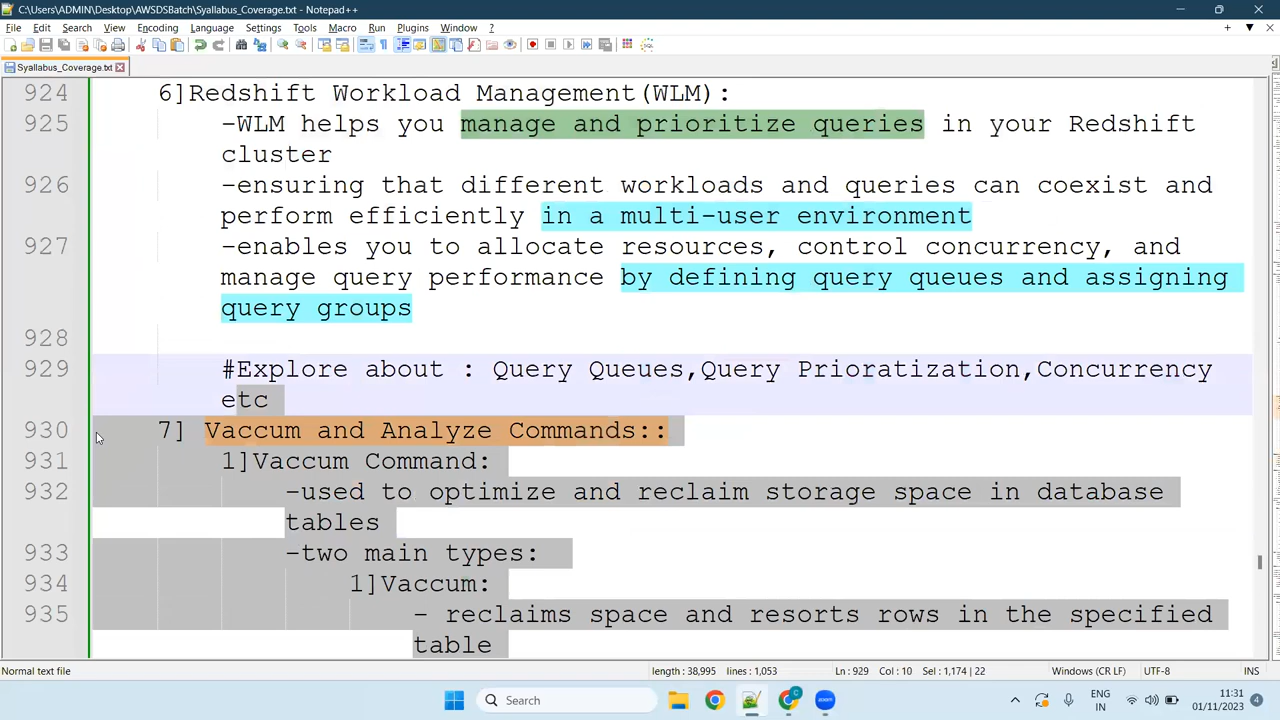 C:\Users\ADMIN\Desktop\AWSDSBatch\Syllabus_Coverage.txt - Notepad++
File Edit Search View Encoding Language Settings Tools Macro Run Plugins Window ?
Syallabus_Coverage.txt
924 6]Redshift Workload Management(WLM):
925 -WLM helps you manage and prioritize queries in your Redshift
cluster
926 -ensuring that different workloads and queries can coexist and
perform efficiently in a multi-user environment
927 -enables you to allocate resources, control concurrency, and
manage query performance by defining query queues and assigning
query groups
928
929 #Explore about : Query Queues,Query Prioratization,Concurrency
etc
930 7] Vaccum and Analyze Commands::
931 1]Vaccum Command:
932 -used to optimize and reclaim storage space in database
tables
933 -two main types:
934 1]Vaccum:
935 - reclaims space and resorts rows in the specified
table
Normal text file length : 38,995 lines : 1,053 Ln : 929 Col : 10 Sel : 1,174 | 22 Windows (CR LF) UTF-8 INS
Search
ENG
IN
11:31
01/11/2023
4